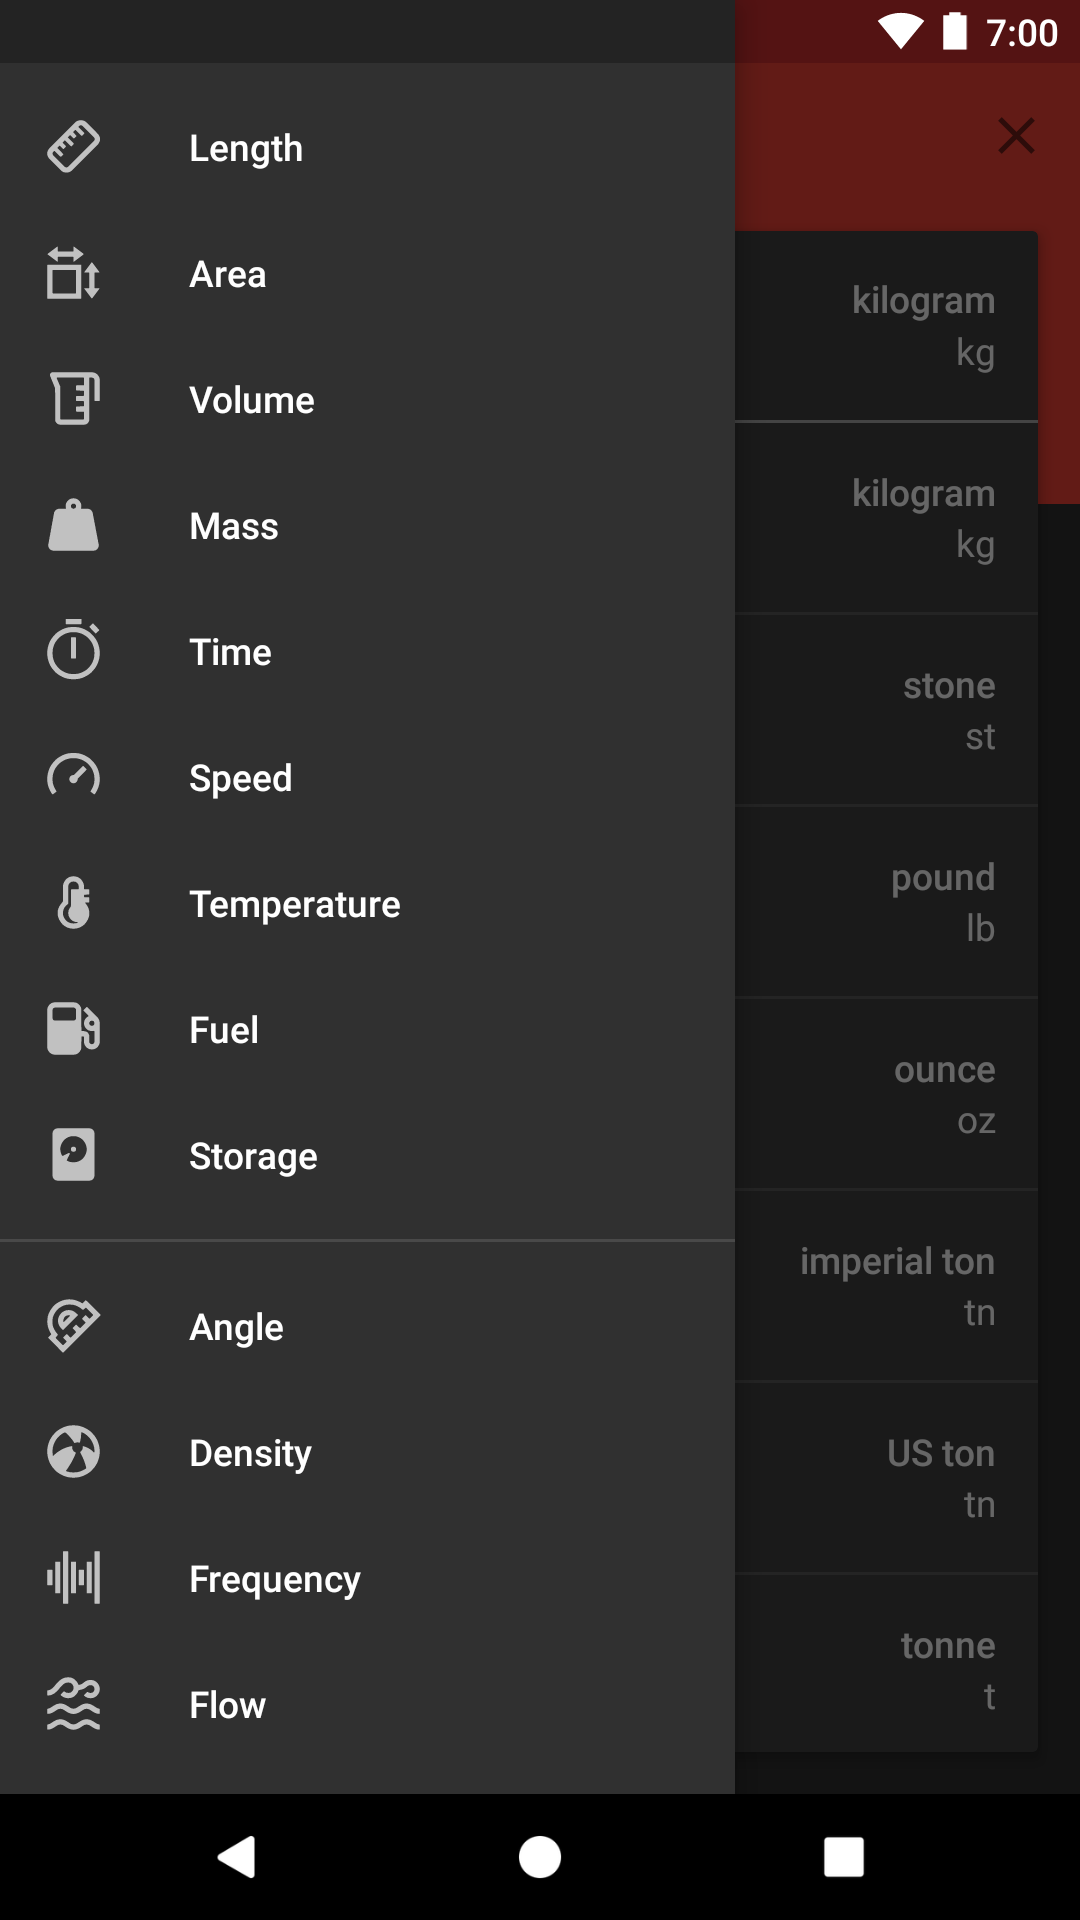 7:00
Length
Area
Volume
Mass
Time
Speed
Temperature
Fuel
Storage
Angle
Density
Frequency
Flow
kilogram
kg
kilogram
kg
stone
st
pound
lb
ounce
oz
imperial ton
tn
US ton
tn
tonne
t